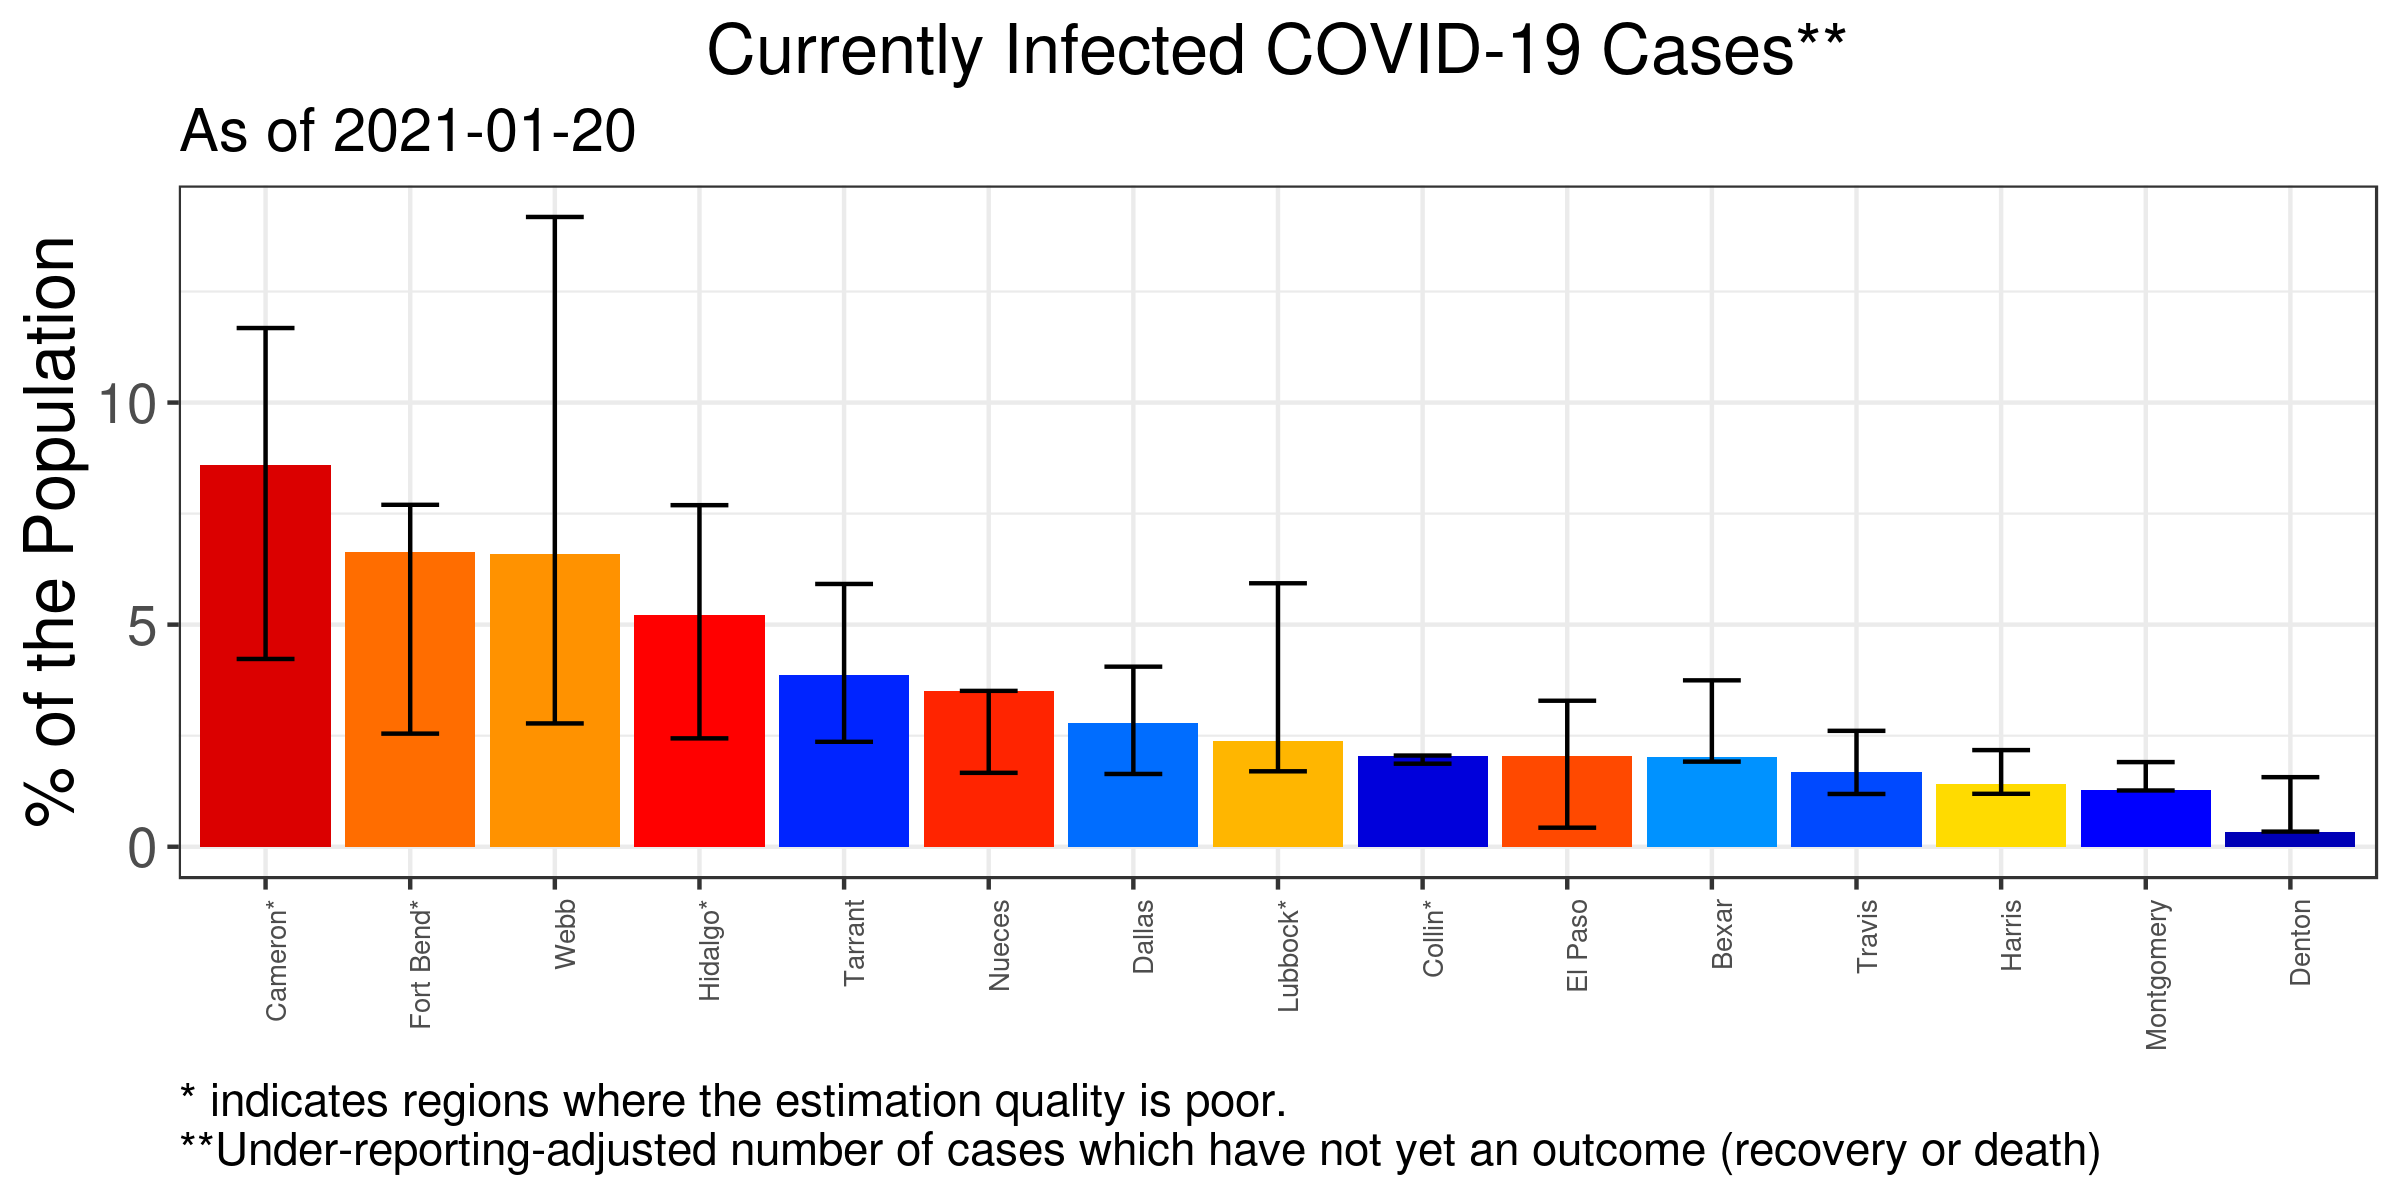 Currently Infected COVID-19 Cases**
As of 2021-01-20
% of the Population
10
5
0
Cameron*
Fort Bend*
Webb
Hidalgo*
Tarrant
Nueces
Dallas
Lubbock*
Collin*
El Paso
Bexar
Travis
Harris
Montgomery
Denton
* indicates regions where the estimation quality is poor.
**Under-reporting-adjusted number of cases which have not yet an outcome (recovery or death)